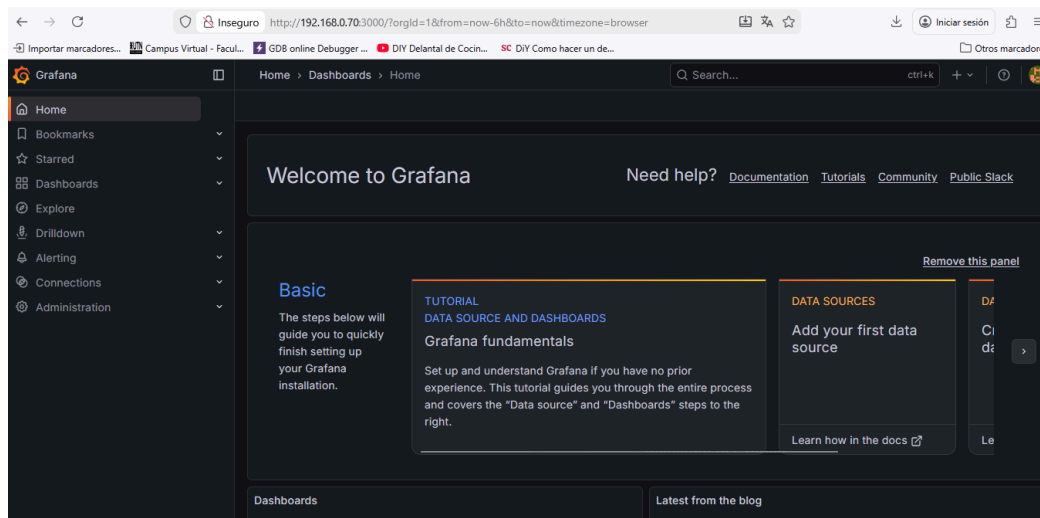 Inseguro http://192.168.0.70:3000/?orgId=1&from=now-6h&to=now&timezone=browser
Iniciar sesión
Importar marcadores... Campus Virtual - Facul... GDB online Debugger ... DIY Delantal de Cocin... SC DiY Como hacer un de...
Otros marcador
Grafana
Home › Dashboards › Home
Search... ctrl+k
Home
Bookmarks
Starred
Dashboards
Explore
Drilldown
Alerting
Connections
Administration
Welcome to Grafana
Need help? Documentation Tutorials Community Public Slack
Remove this panel
Basic
The steps below will
guide you to quickly
finish setting up
your Grafana
installation.
TUTORIAL
DATA SOURCE AND DASHBOARDS
Grafana fundamentals
Set up and understand Grafana if you have no prior
experience. This tutorial guides you through the entire process
and covers the “Data source” and “Dashboards” steps to the
right.
DATA SOURCES
Add your first data
source
Learn how in the docs
Le
Dashboards
Latest from the blog